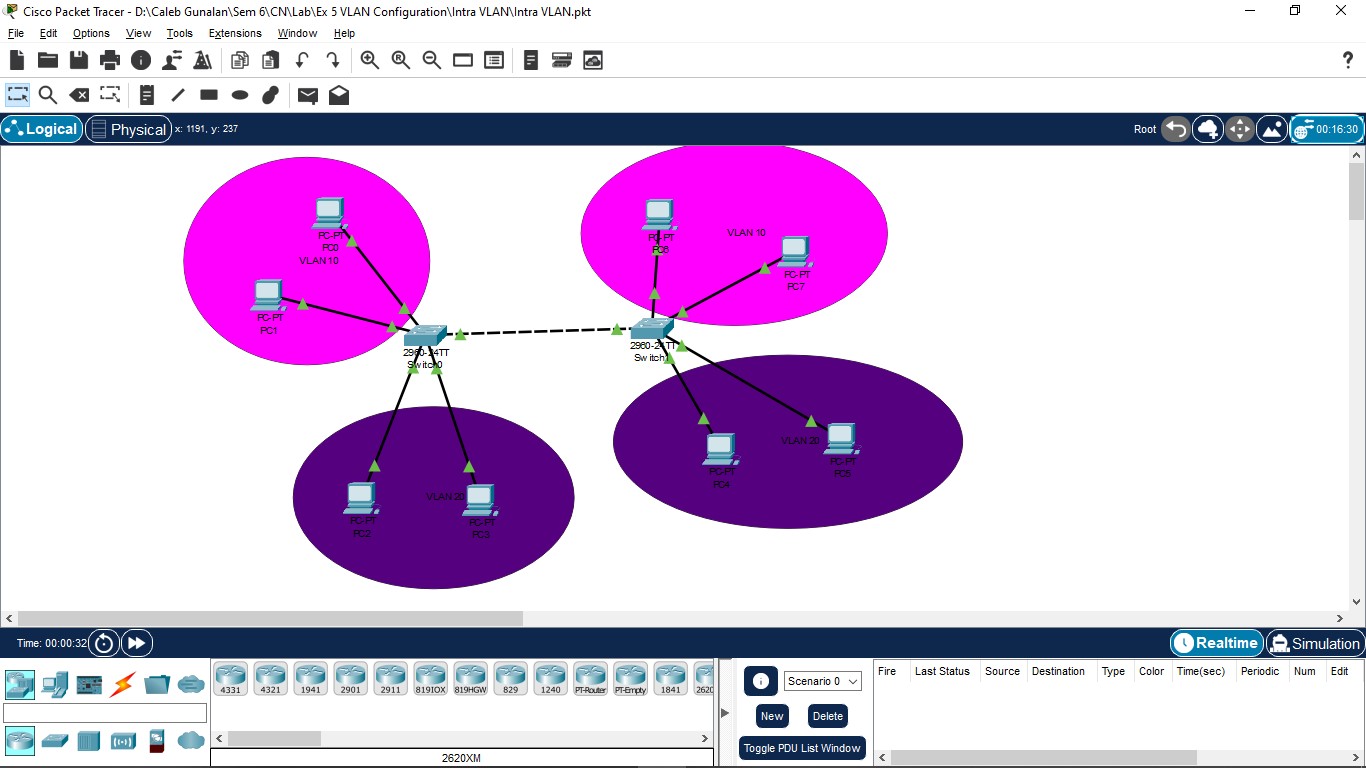 Cisco Packet Tracer - D:\Caleb Gunalan\Sem 6\CN\Lab\Ex 5 VLAN Configuration\Intra VLAN\Intra VLAN.pkt
File Edit Options View Tools Extensions Window Help
Logical Physical x: 1191, y: 237 Root 00:16:30
PC-PT
PC0
VLAN 10
PC-PT
PC1
PC-PT
PC6
VLAN 10
PC-PT
PC7
2960-24TT
Switch0
2960-24TT
Switch1
PC-PT
PC2
VLAN 20
PC-PT
PC3
PC-PT
PC4
VLAN 20
PC-PT
PC5
Time: 00:00:32 Realtime Simulation
4331 4321 1941 2901 2911 819IOX 819HGW 829 1240 PT-Router PT-Empty 1841 2620
2620XM
Scenario 0
New Delete
Toggle PDU List Window
Fire Last Status Source Destination Type Color Time(sec) Periodic Num Edit